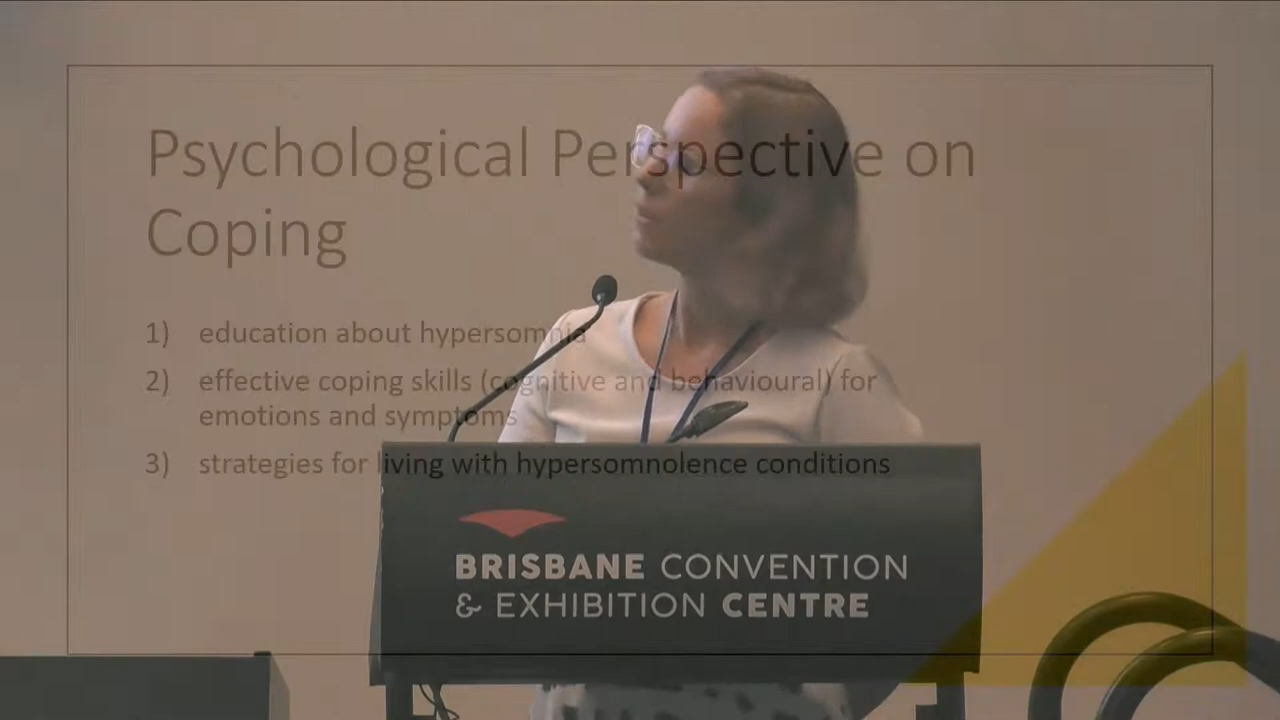 Psychological Perspective on
Coping
1) education about hypersomnia
2) effective coping skills (cognitive and behavioural) for
emotions and symptoms
3) strategies for living with hypersomnolence conditions
BRISBANE CONVENTION
& EXHIBITION CENTRE